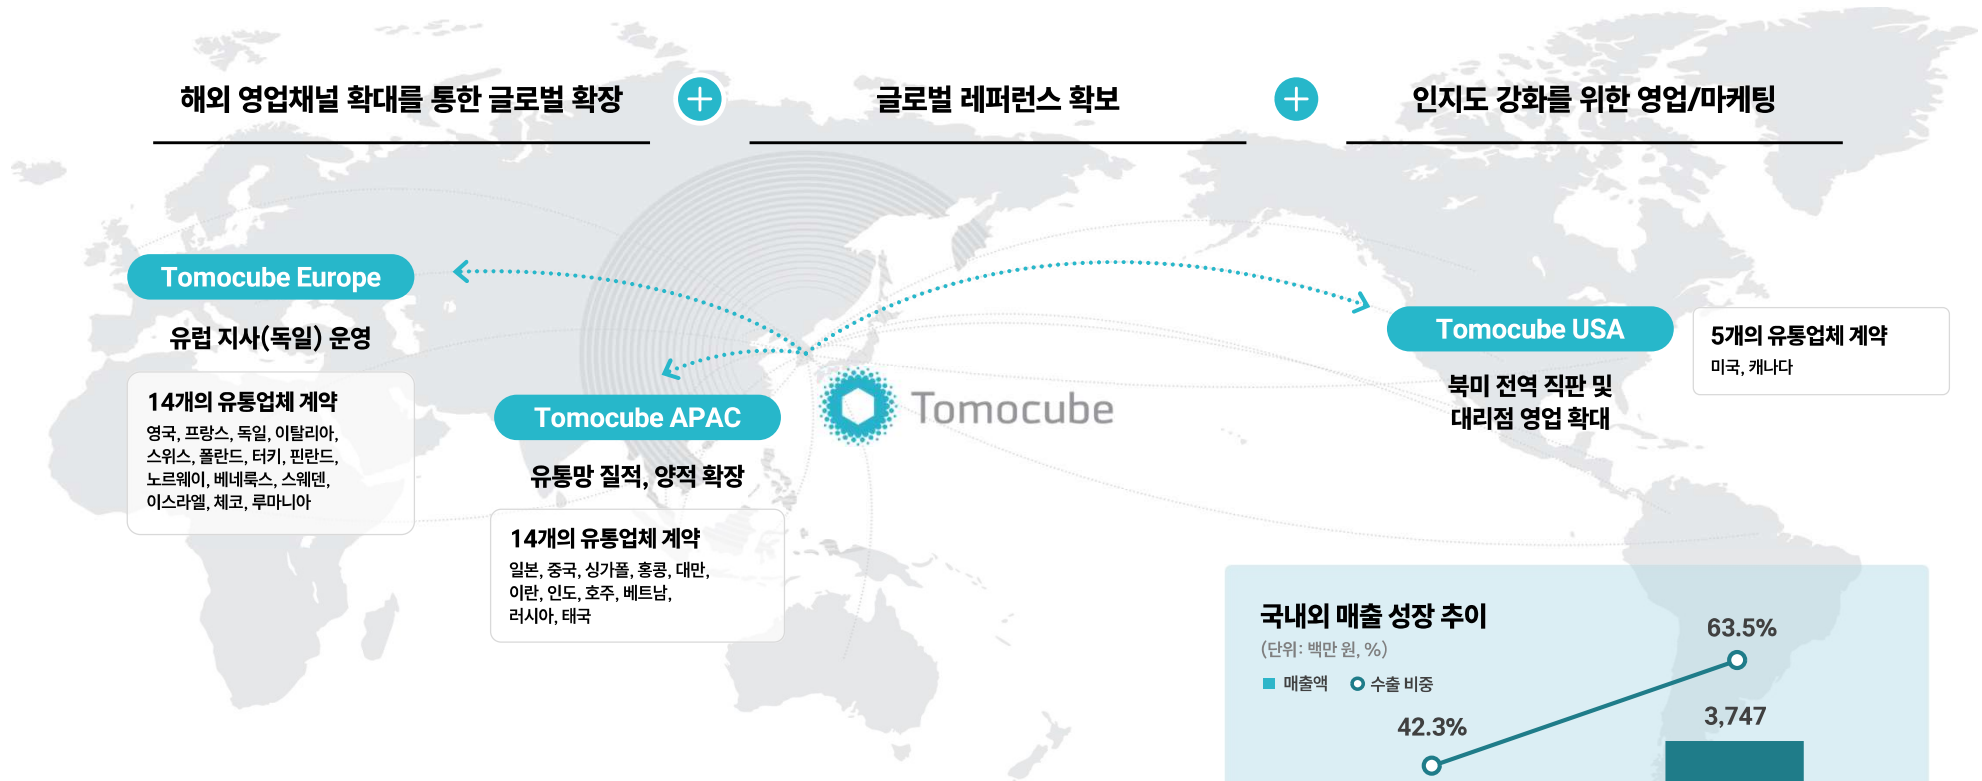 해외 영업채널 확대를 통한 글로벌 확장
글로벌 레퍼런스 확보
인지도 강화를 위한 영업/마케팅
Tomocube Europe
유럽 지사(독일) 운영
14개의 유통업체 계약
영국, 프랑스, 독일, 이탈리아,
스위스, 폴란드, 터키, 핀란드,
노르웨이, 베네룩스, 스웨덴,
이스라엘, 체코, 루마니아
Tomocube APAC
유통망 질적, 양적 확장
14개의 유통업체 계약
일본, 중국, 싱가폴, 홍콩, 대만,
이란, 인도, 호주, 베트남,
러시아, 태국
Tomocube
Tomocube USA
북미 전역 직판 및
대리점 영업 확대
5개의 유통업체 계약
미국, 캐나다
국내외 매출 성장 추이
(단위: 백만 원, %)
매출액 수출 비중
63.5%
3,747
42.3%